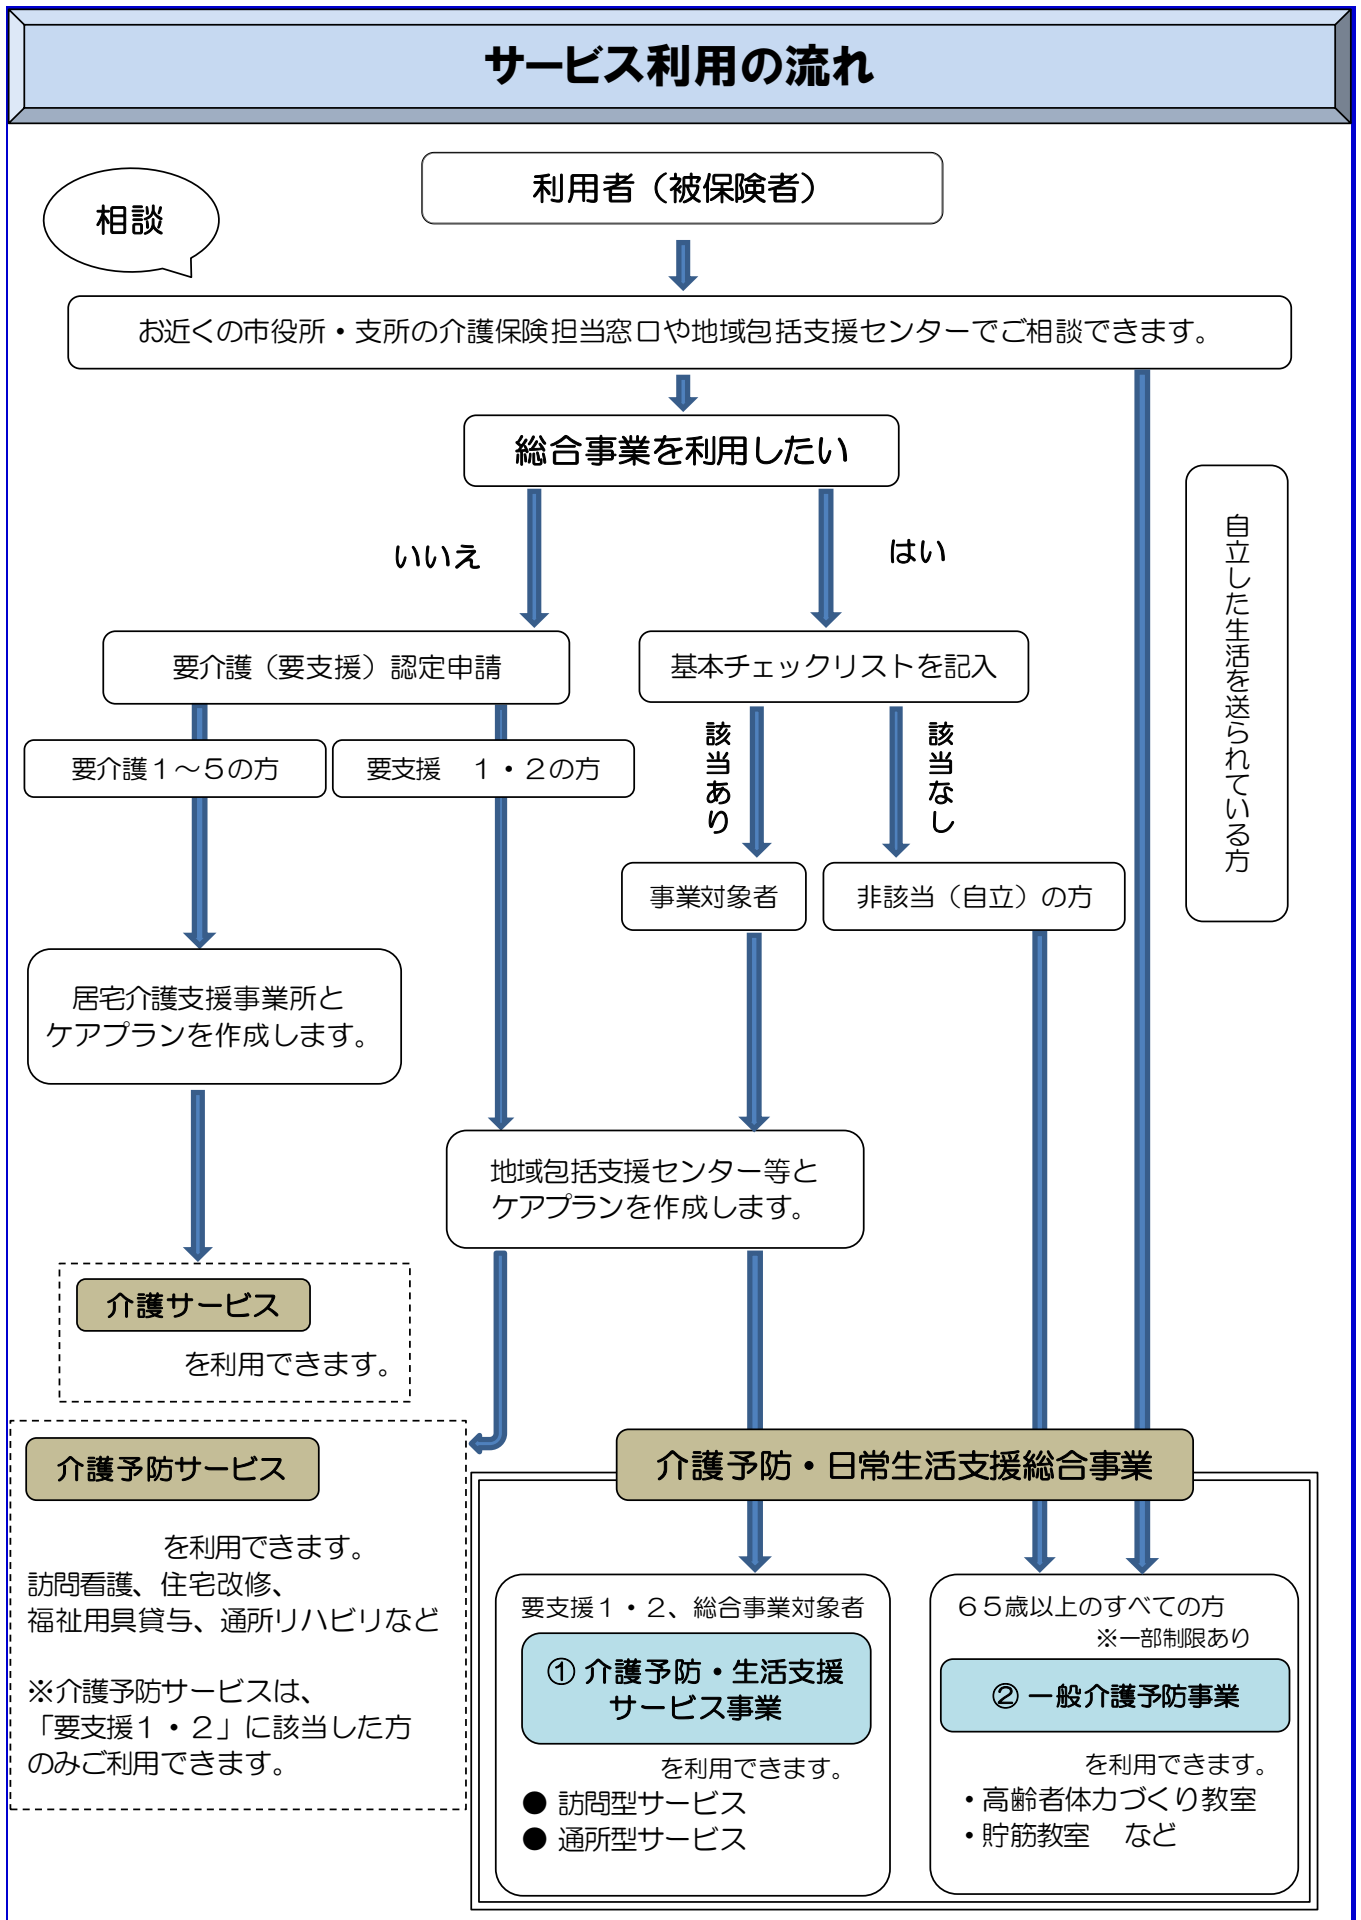 サービス利用の流れ
利用者（被保険者）
相談
お近くの市役所・支所の介護保険担当窓口や地域包括支援センターでご相談できます。
総合事業を利用したい
いいえ
はい
自立した生活を送られている方
要介護（要支援）認定申請
基本チェックリストを記入
要介護１～５の方
要支援　１・２の方
該当あり
該当なし
事業対象者
非該当（自立）の方
居宅介護支援事業所と
ケアプランを作成します。
地域包括支援センター等と
ケアプランを作成します。
介護サービス
を利用できます。
介護予防サービス
を利用できます。
訪問看護、住宅改修、
福祉用具貸与、通所リハビリなど
※介護予防サービスは、
「要支援１・２」に該当した方
のみご利用できます。
介護予防・日常生活支援総合事業
要支援１・２、総合事業対象者
① 介護予防・生活支援
サービス事業
を利用できます。
● 訪問型サービス
● 通所型サービス
６５歳以上のすべての方
※一部制限あり
② 一般介護予防事業
を利用できます。
・高齢者体力づくり教室
・貯筋教室　など